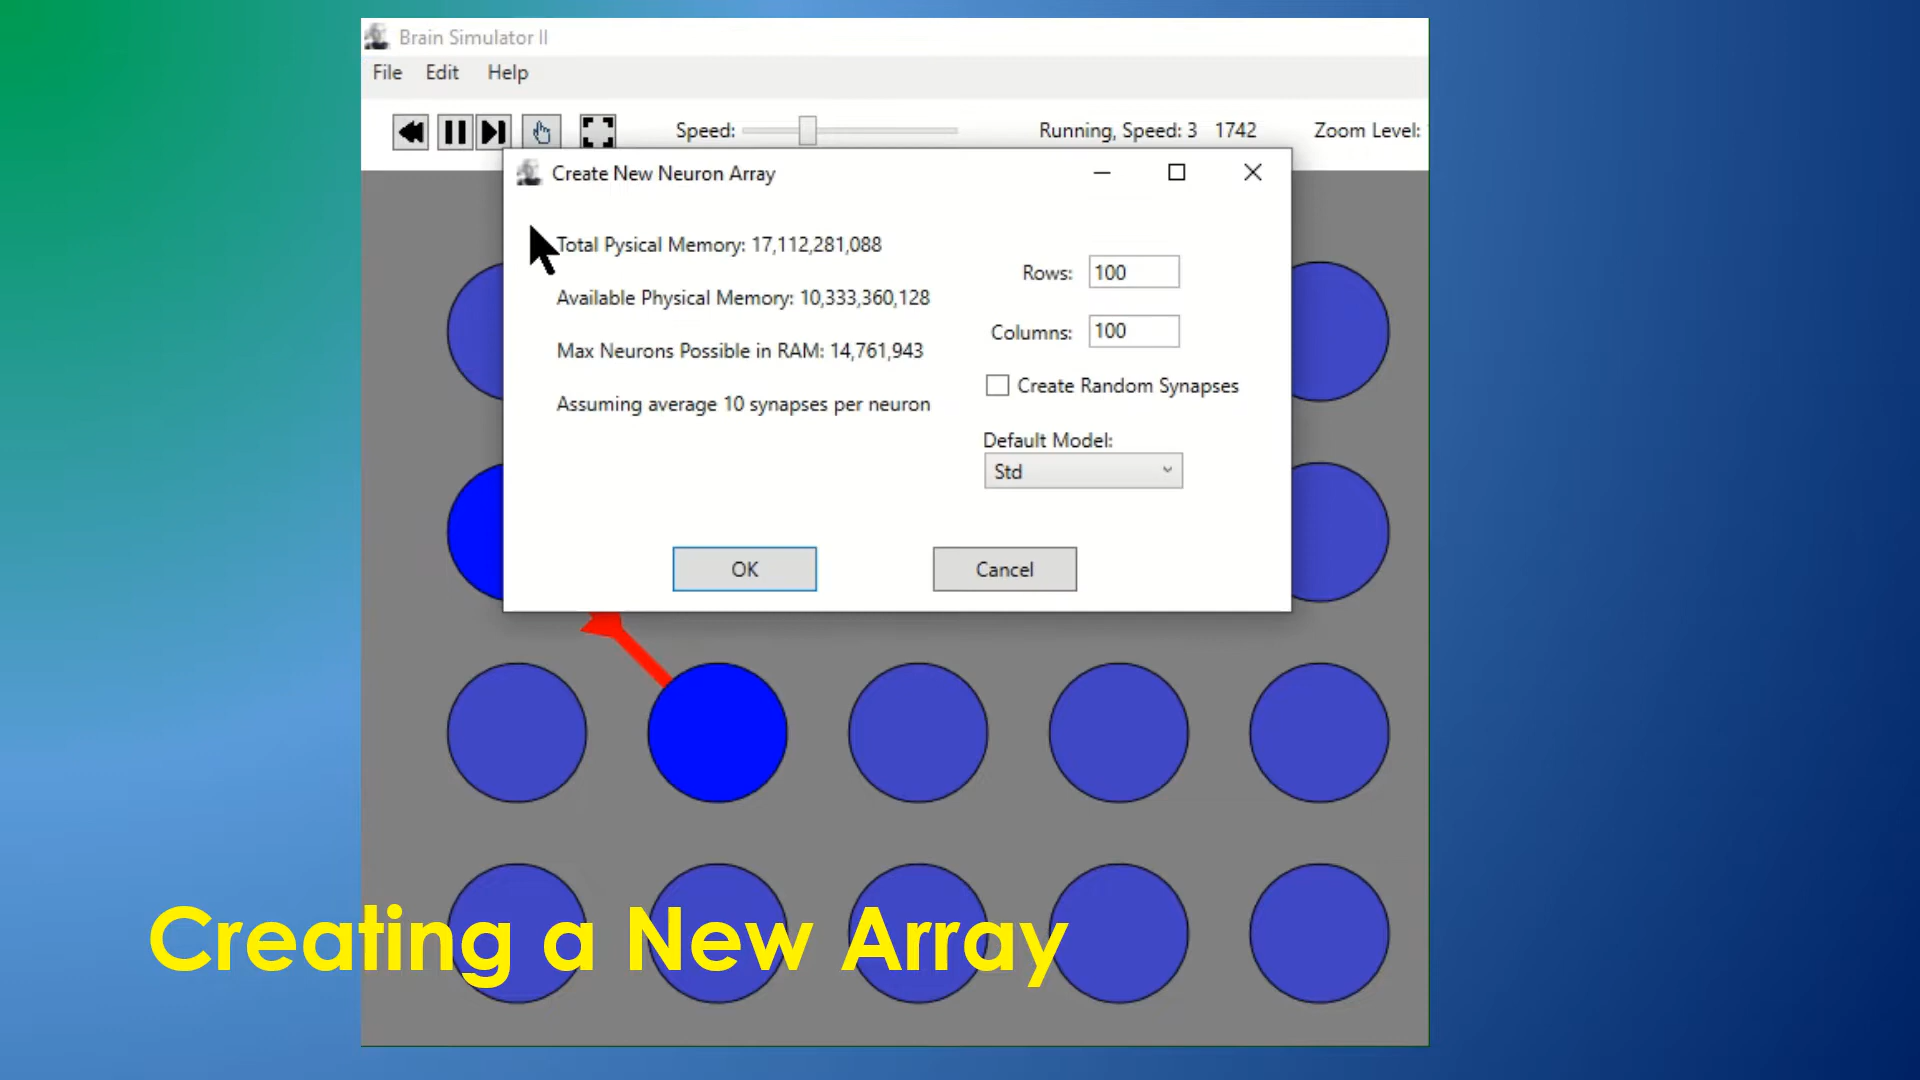 Brain Simulator II
File Edit Help
Speed: Running, Speed: 3 1742 Zoom Level:
Create New Neuron Array
Total Pysical Memory: 17,112,281,088
Available Physical Memory: 10,333,360,128
Max Neurons Possible in RAM: 14,761,943
Assuming average 10 synapses per neuron
Rows: 100
Columns: 100
Create Random Synapses
Default Model:
Std
OK Cancel
Creating a New Array